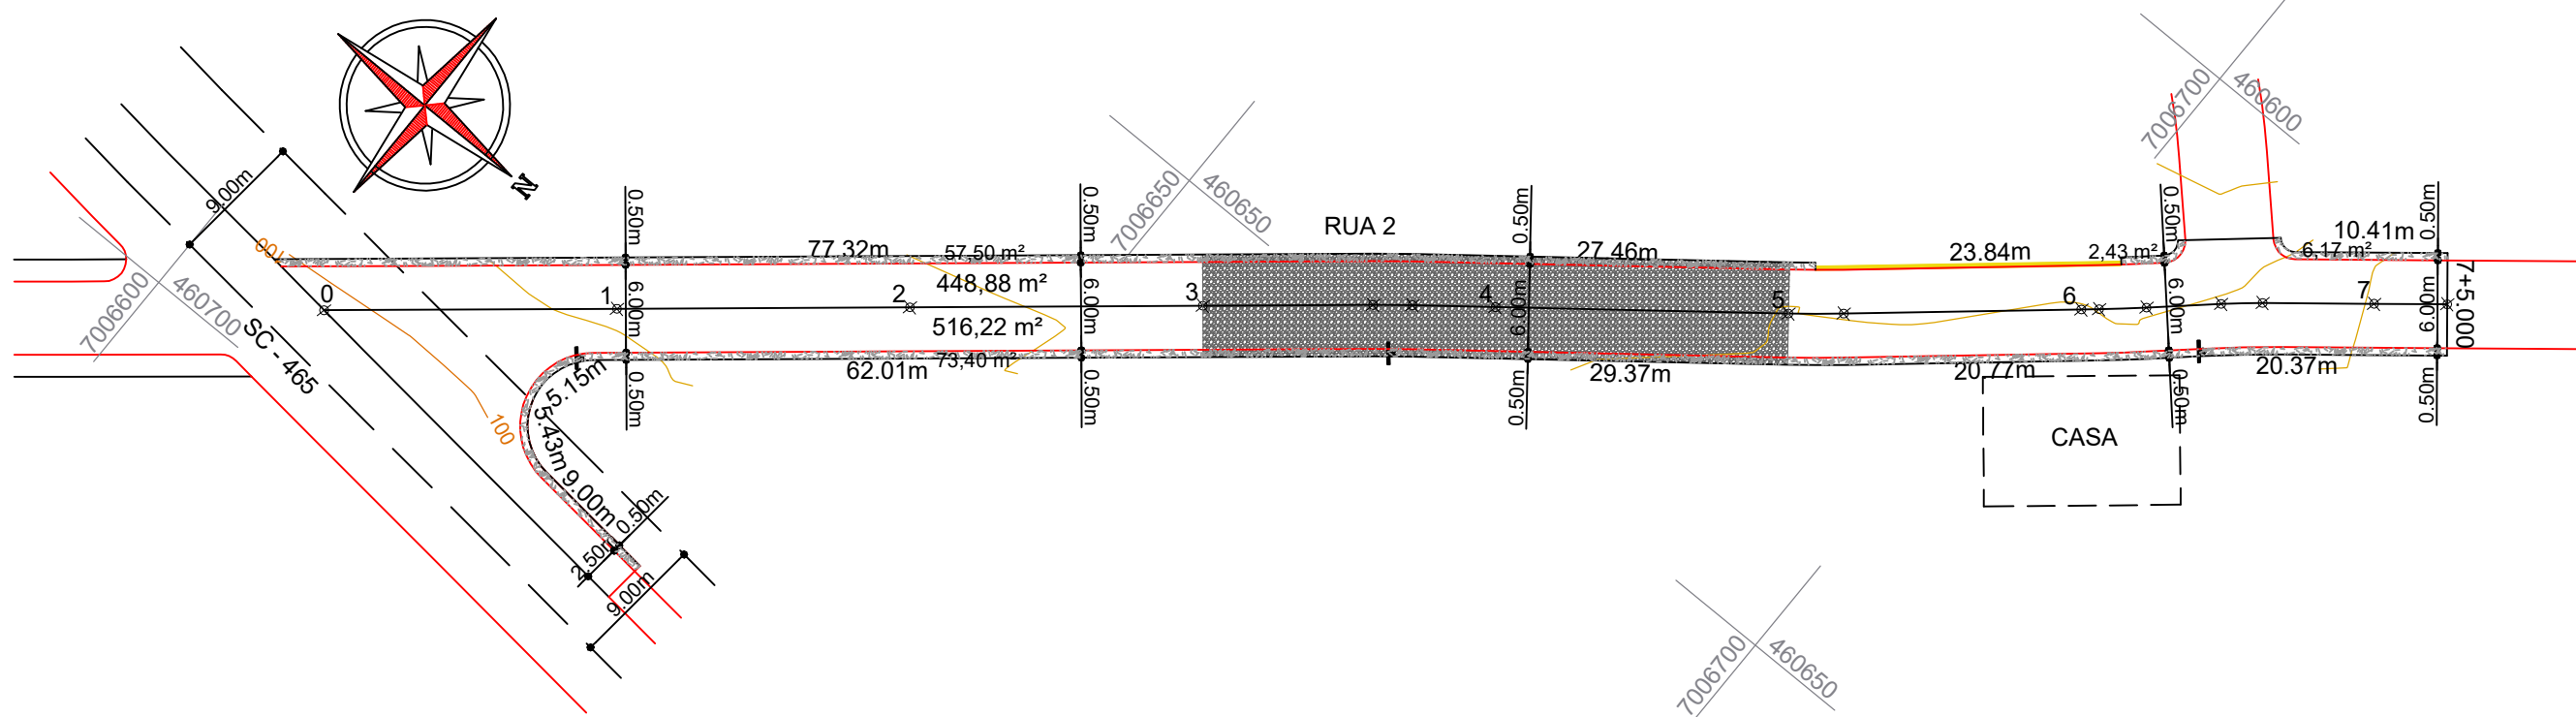 N
9.00m
7006600
460700
SC - 465
100
100
0
1
2
3
4
5
6
7
7+5.000
0.50m
6.00m
0.50m
77.32m
57,50 m²
448,88 m²
516,22 m²
73,40 m²
62.01m
5.15m
5.43m
9.00m
0.50m
2.50m
9.00m
0.50m
6.00m
0.50m
7006650
460650
RUA 2
0.50m
6.00m
0.50m
27.46m
29.37m
23.84m
2,43 m²
20.77m
CASA
0.50m
6.00m
0.50m
7006700
460600
10.41m
6,17 m²
20.37m
0.50m
6.00m
0.50m
7006700
460650